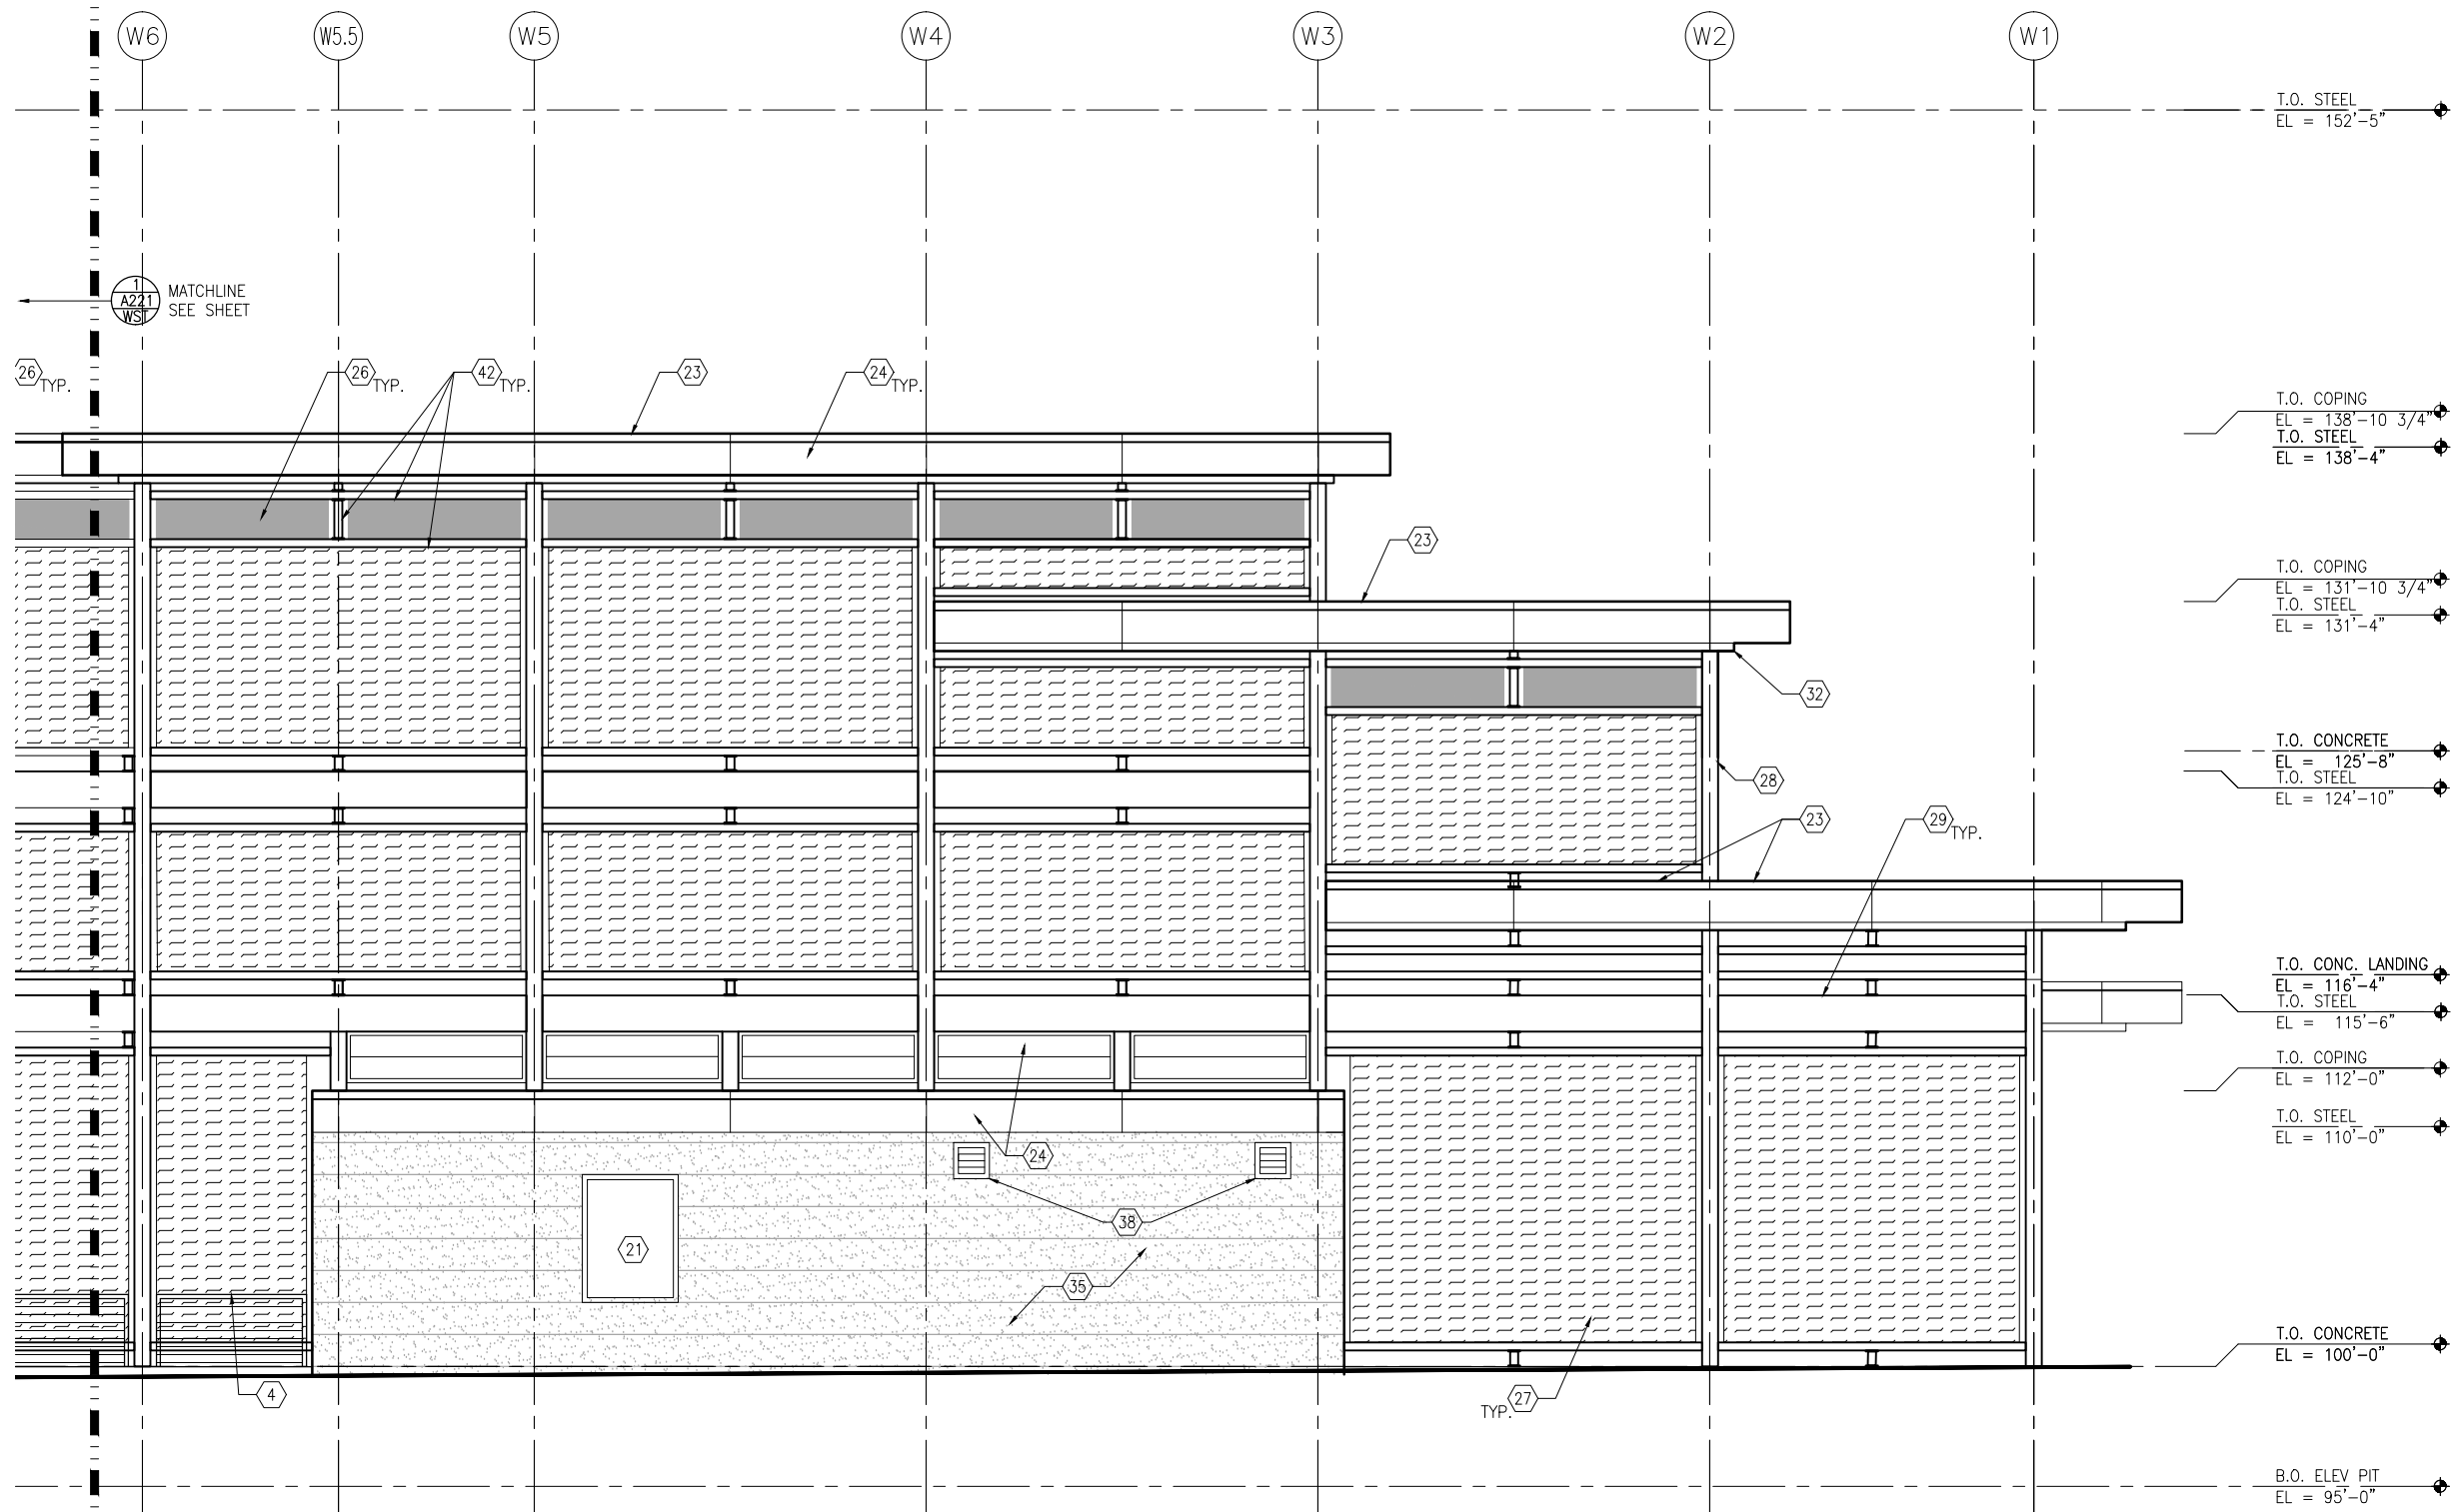 W6
W5.5
W5
W4
W3
W2
W1
T.O. STEEL
EL = 152'-5"
1
A221
WST
MATCHLINE
SEE SHEET
26
TYP.
26
TYP.
42
TYP.
23
24
TYP.
T.O. COPING
EL = 138'-10 3/4"
T.O. STEEL
EL = 138'-4"
23
T.O. COPING
EL = 131'-10 3/4"
T.O. STEEL
EL = 131'-4"
32
28
T.O. CONCRETE
EL = 125'-8"
T.O. STEEL
EL = 124'-10"
23
29
TYP.
T.O. CONC. LANDING
EL = 116'-4"
T.O. STEEL
EL = 115'-6"
T.O. COPING
EL = 112'-0"
T.O. STEEL
EL = 110'-0"
24
38
21
35
4
TYP.
27
T.O. CONCRETE
EL = 100'-0"
B.O. ELEV PIT
EL = 95'-0"